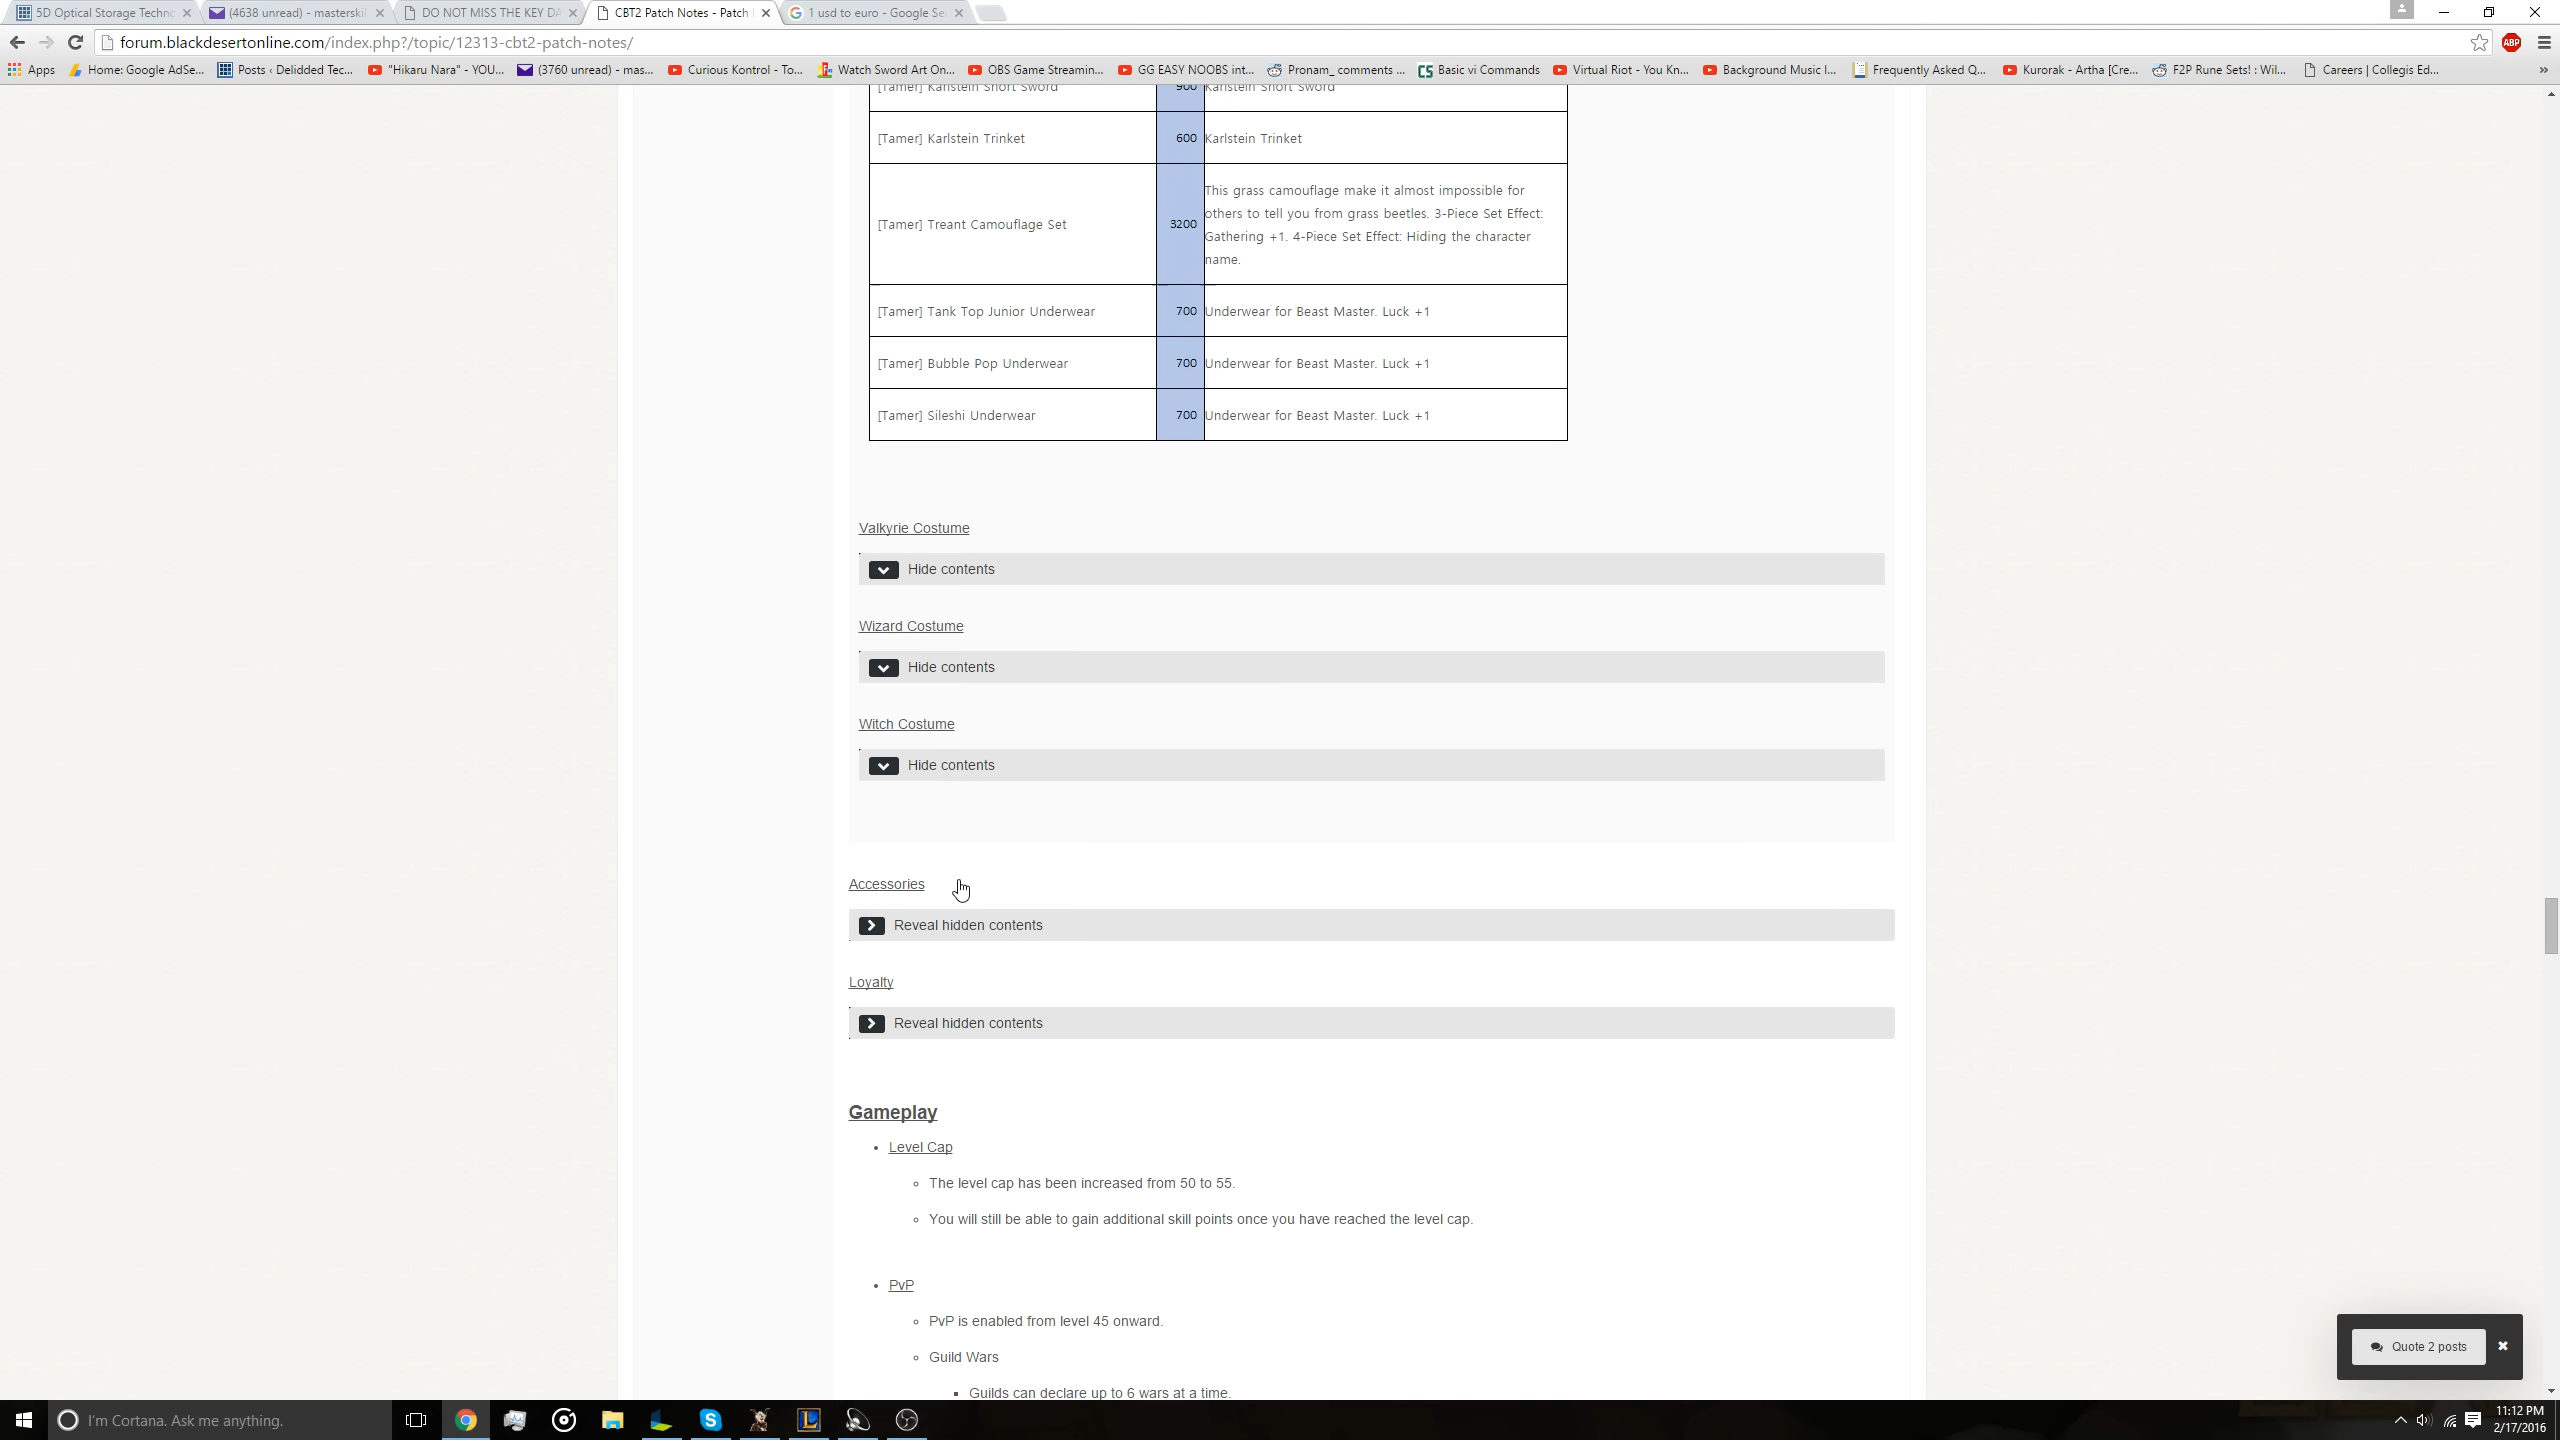 5D Optical Storage Techno
(4638 unread) - masterskil
DO NOT MISS THE KEY DA
CBT2 Patch Notes - Patch
1 usd to euro - Google Se
forum.blackdesertonline.com/index.php?/topic/12313-cbt2-patch-notes/
ABP
Apps
Home: Google AdSe...
Posts ‹ Delidded Tec...
"Hikaru Nara" - YOU...
(3760 unread) - mas...
Curious Kontrol - To...
Watch Sword Art On...
OBS Game Streamin...
GG EASY NOOBS int...
Pronam_ comments ...
Basic vi Commands
Virtual Riot - You Kn...
Background Music I...
Frequently Asked Q...
Kurorak - Artha [Cre...
F2P Rune Sets! : Wil...
Careers | Collegis Ed...
»
[Tamer] Karlstein Short Sword 900 Karlstein Short Sword
[Tamer] Karlstein Trinket 600 Karlstein Trinket
[Tamer] Treant Camouflage Set 3200
This grass camouflage make it almost impossible for
others to tell you from grass beetles. 3-Piece Set Effect:
Gathering +1. 4-Piece Set Effect: Hiding the character
name.
[Tamer] Tank Top Junior Underwear 700 Underwear for Beast Master. Luck +1
[Tamer] Bubble Pop Underwear 700 Underwear for Beast Master. Luck +1
[Tamer] Sileshi Underwear 700 Underwear for Beast Master. Luck +1
Valkyrie Costume
Hide contents
Wizard Costume
Hide contents
Witch Costume
Hide contents
Accessories
Reveal hidden contents
Loyalty
Reveal hidden contents
Gameplay
• Level Cap
◦ The level cap has been increased from 50 to 55.
◦ You will still be able to gain additional skill points once you have reached the level cap.
• PvP
◦ PvP is enabled from level 45 onward.
◦ Guild Wars
▪ Guilds can declare up to 6 wars at a time.
Quote 2 posts
I'm Cortana. Ask me anything.
11:12 PM
2/17/2016